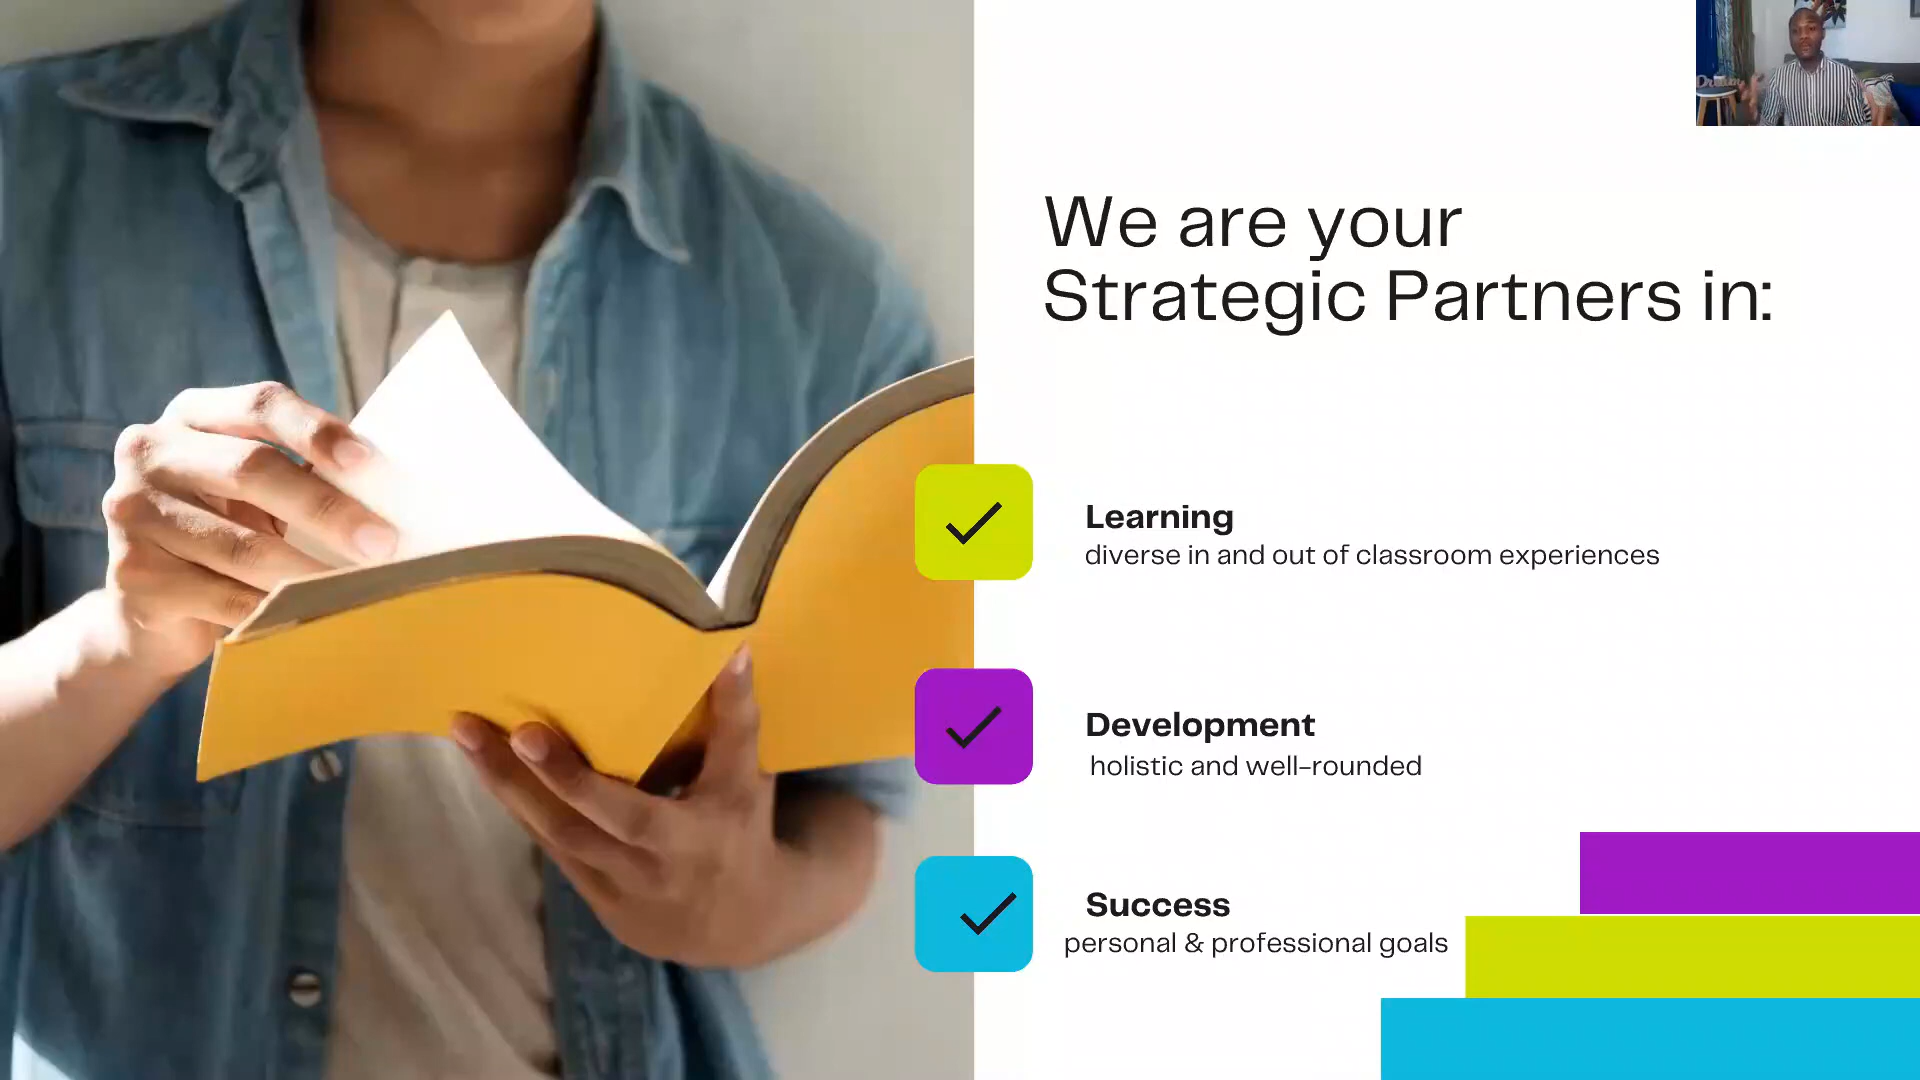 We are your
Strategic Partners in:
Learning
diverse in and out of classroom experiences
Development
holistic and well-rounded
Success
personal & professional goals